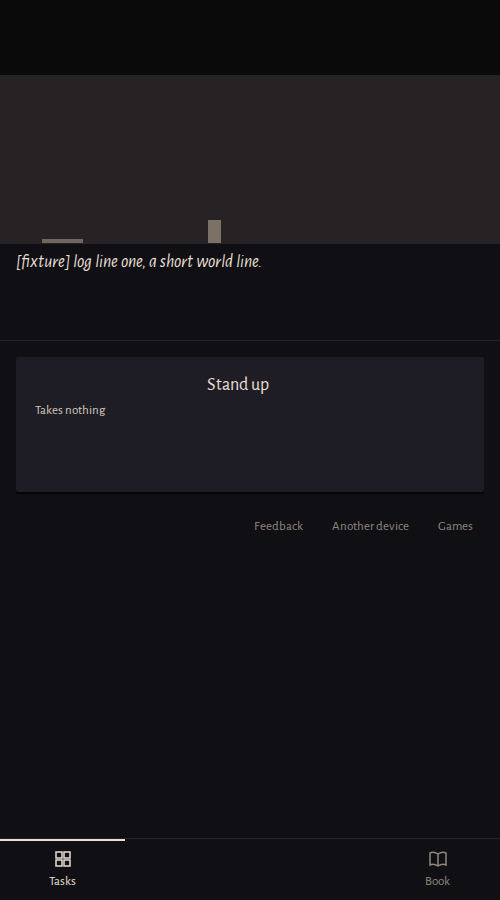 [fixture] log line one, a short world line.
Stand up
Takes nothing
Feedback Another device Games
Tasks Book